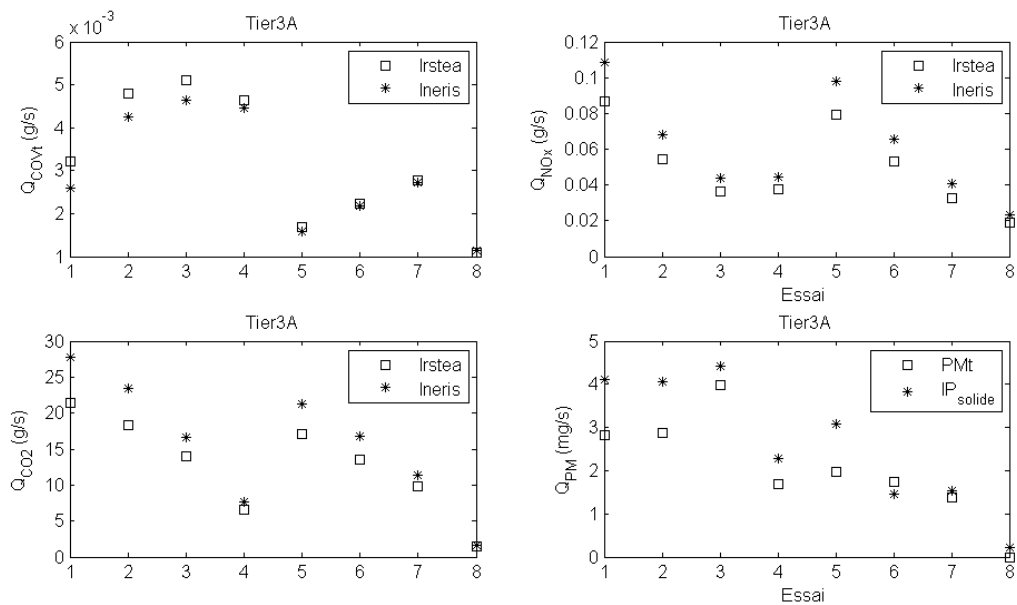 Tier3A
x 10⁻³
6
5
4
3
2
1
1 2 3 4 5 6 7 8
Q_COVt (g/s)
Irstea
Ineris
Tier3A
0.12
0.1
0.08
0.06
0.04
0.02
0
1 2 3 4 5 6 7 8
Q_NOx (g/s)
Essai
Irstea
Ineris
Tier3A
30
25
20
15
10
5
0
1 2 3 4 5 6 7 8
Q_CO2 (g/s)
Irstea
Ineris
Tier3A
5
4
3
2
1
0
1 2 3 4 5 6 7 8
Q_PM (mg/s)
Essai
PMt
IP_solide